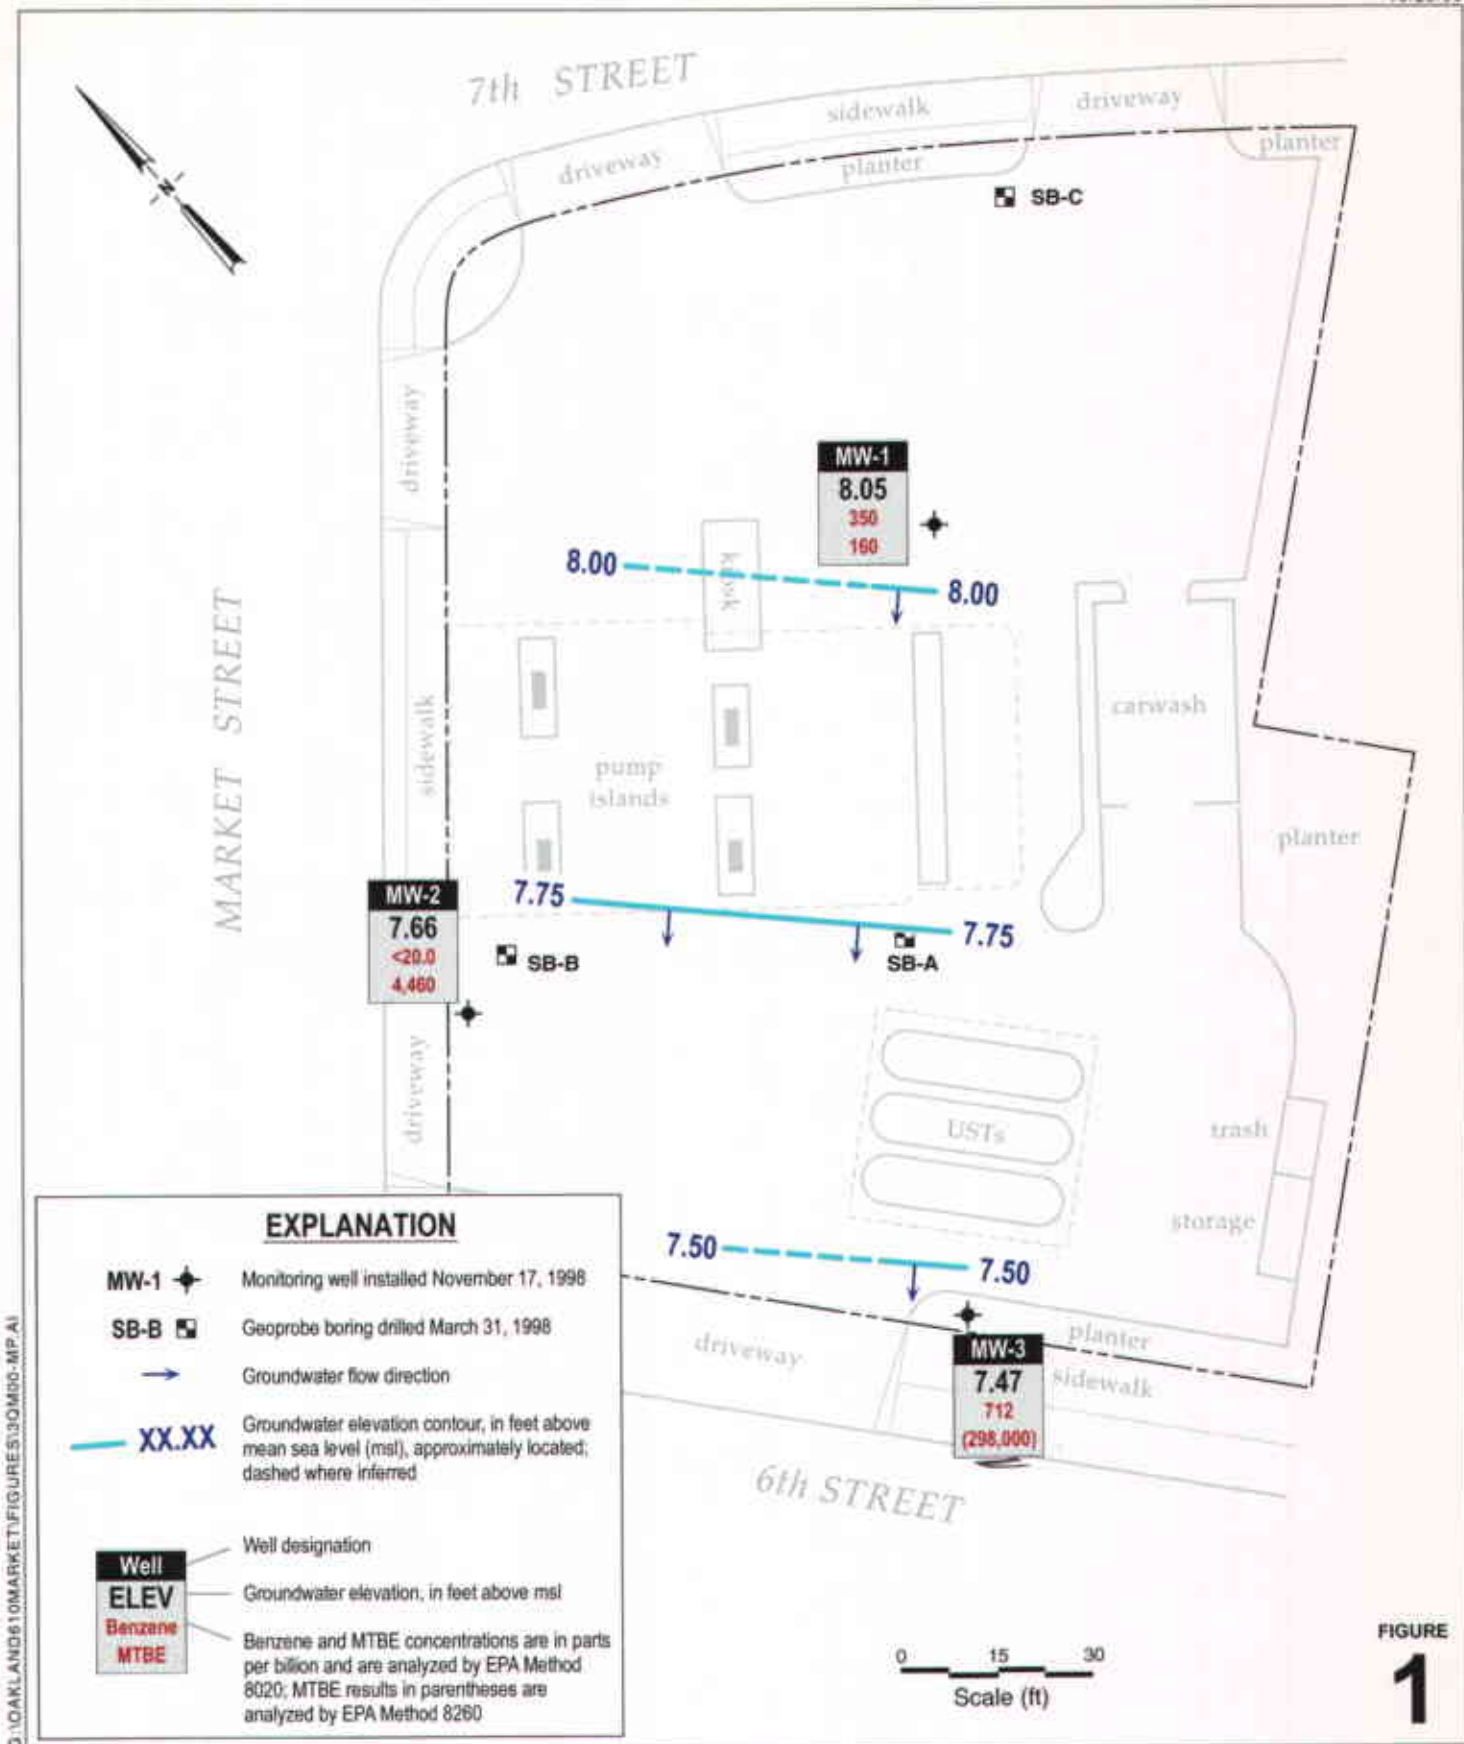 7th STREET
sidewalk
driveway
driveway
planter
planter
SB-C
N
driveway
MW-1
8.05
350
160
8.00
kiosk
8.00
MARKET STREET
sidewalk
carwash
pump
islands
planter
MW-2
7.66
<20.0
4,460
7.75
7.75
SB-B
SB-A
driveway
USTs
trash
storage
7.50
7.50
driveway
planter
sidewalk
MW-3
7.47
712
(298,000)
6th STREET
EXPLANATION
MW-1 Monitoring well installed November 17, 1998
SB-B Geoprobe boring drilled March 31, 1998
Groundwater flow direction
XX.XX Groundwater elevation contour, in feet above
mean sea level (msl), approximately located;
dashed where inferred
Well
ELEV
Benzene
MTBE
Well designation
Groundwater elevation, in feet above msl
Benzene and MTBE concentrations are in parts
per billion and are analyzed by EPA Method
8020; MTBE results in parentheses are
analyzed by EPA Method 8260
0 15 30
Scale (ft)
FIGURE
1
G:\OAKLAND610MARKET\FIGURES\3QM00-MP.AI